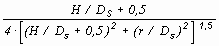 H / D_S + 0,5
4 · [(H / D_s + 0,5)^2 + (r / D_s)^2]^1,5